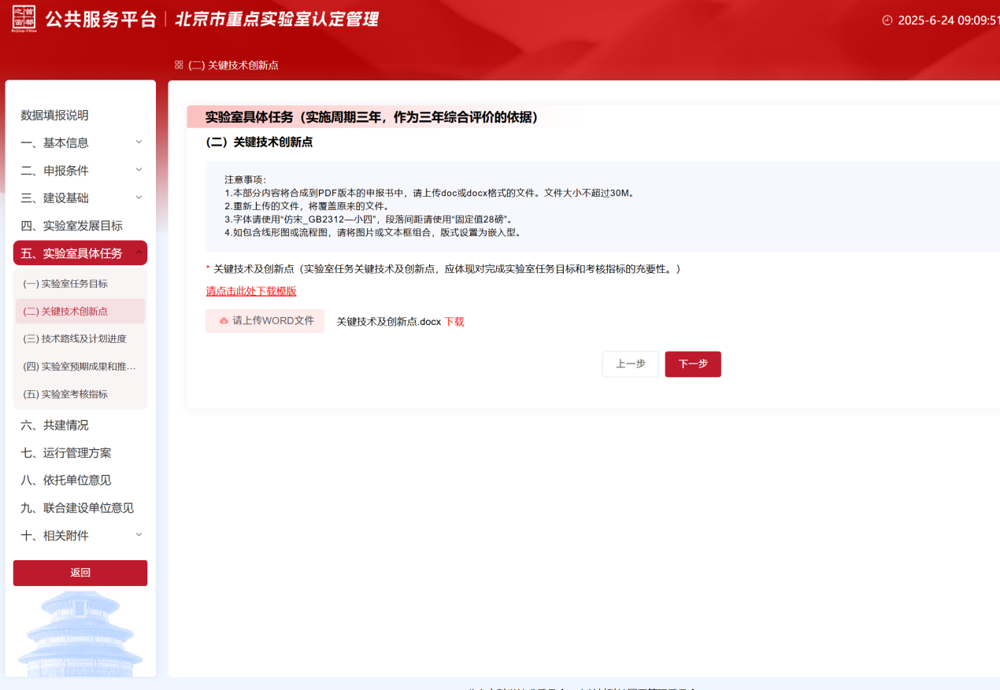 首都之窗
Beijing-China
公共服务平台
北京市重点实验室认定管理
2025-6-24 09:09:51
(二) 关键技术创新点
数据填报说明
一、基本信息
二、申报条件
三、建设基础
四、实验室发展目标
五、实验室具体任务
(一) 实验室任务目标
(二) 关键技术创新点
(三) 技术路线及计划进度
(四) 实验室预期成果和推...
(五) 实验室考核指标
六、共建情况
七、运行管理方案
八、依托单位意见
九、联合建设单位意见
十、相关附件
返回
实验室具体任务（实施周期三年，作为三年综合评价的依据）
（二）关键技术创新点
注意事项：
1.本部分内容将合成到PDF版本的申报书中，请上传doc或docx格式的文件。文件大小不超过30M。
2.重新上传的文件，将覆盖原来的文件。
3.字体请使用“仿宋_GB2312—小四”，段落间距请使用“固定值28磅”。
4.如包含线形图或流程图，请将图片或文本框组合，版式设置为嵌入型。
* 关键技术及创新点（实验室任务关键技术及创新点，应体现对完成实验室任务目标和考核指标的充要性。）
请点击此处下载模版
请上传WORD文件 关键技术及创新点.docx 下载
上一步 下一步